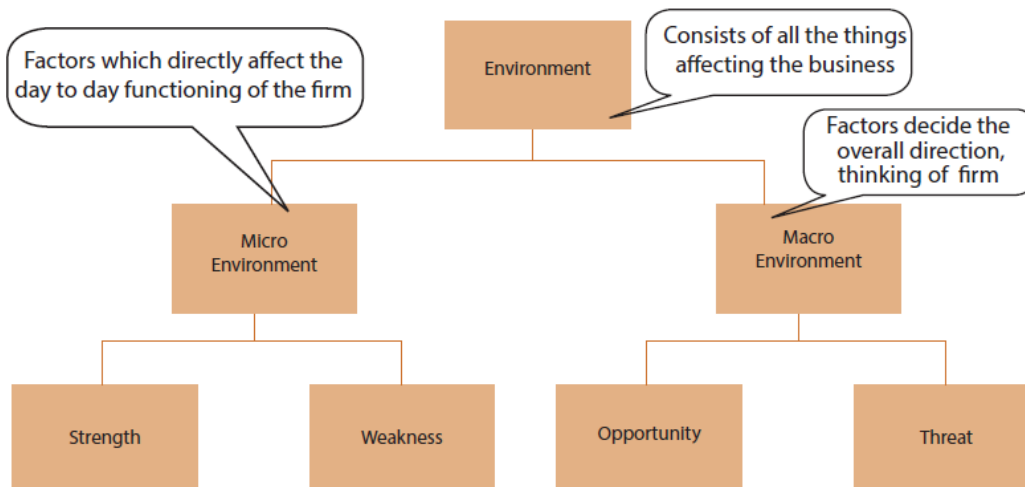 Factors which directly affect the
day to day functioning of the firm
Environment
Consists of all the things
affecting the business
Factors decide the
overall direction,
thinking of firm
Micro
Environment
Macro
Environment
Strength
Weakness
Opportunity
Threat